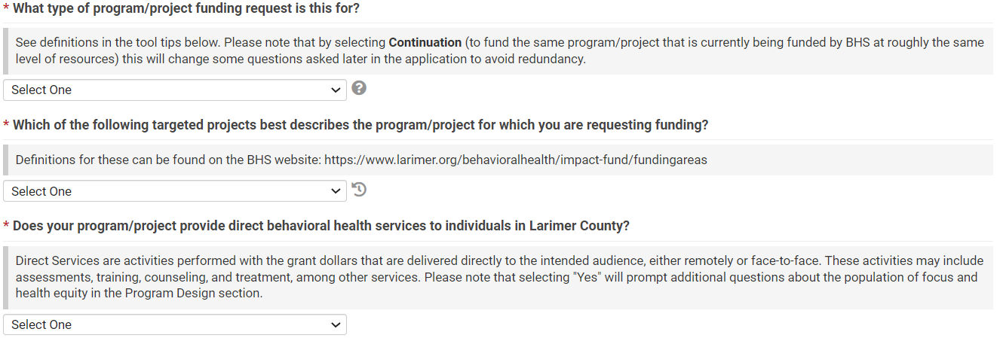 * What type of program/project funding request is this for?
See definitions in the tool tips below. Please note that by selecting Continuation (to fund the same program/project that is currently being funded by BHS at roughly the same
level of resources) this will change some questions asked later in the application to avoid redundancy.
Select One
* Which of the following targeted projects best describes the program/project for which you are requesting funding?
Definitions for these can be found on the BHS website: https://www.larimer.org/behavioralhealth/impact-fund/fundingareas
Select One
* Does your program/project provide direct behavioral health services to individuals in Larimer County?
Direct Services are activities performed with the grant dollars that are delivered directly to the intended audience, either remotely or face-to-face. These activities may include
assessments, training, counseling, and treatment, among other services. Please note that selecting "Yes" will prompt additional questions about the population of focus and
health equity in the Program Design section.
Select One